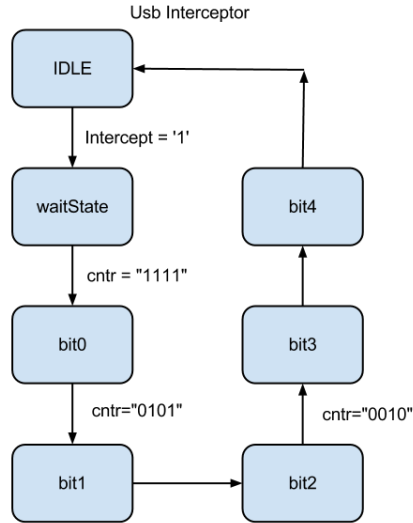 Usb Interceptor
IDLE
Intercept = '1'
waitState
bit4
cntr = "1111"
bit0
bit3
cntr="0101"
cntr="0010"
bit1
bit2